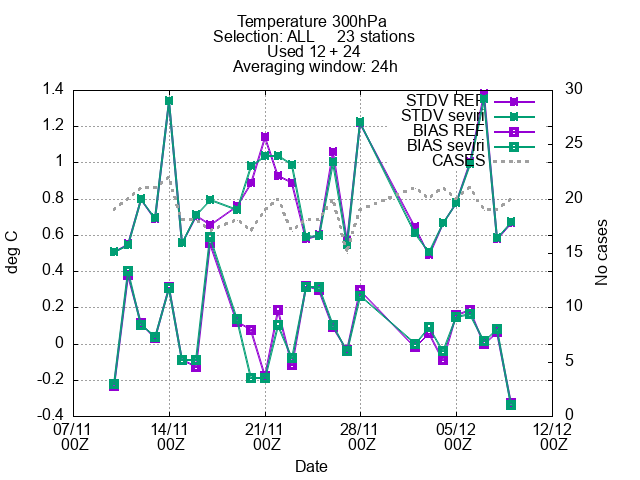 Temperature 300hPa
Selection: ALL 23 stations
Used 12 + 24
Averaging window: 24h
1.4
1.2
1
0.8
0.6
0.4
0.2
0
-0.2
-0.4
deg C
30
25
20
15
10
5
0
No cases
STDV REF
STDV seviri
BIAS REF
BIAS seviri
CASES
07/11 14/11 21/11 28/11 05/12 12/12
00Z 00Z 00Z 00Z 00Z 00Z
Date